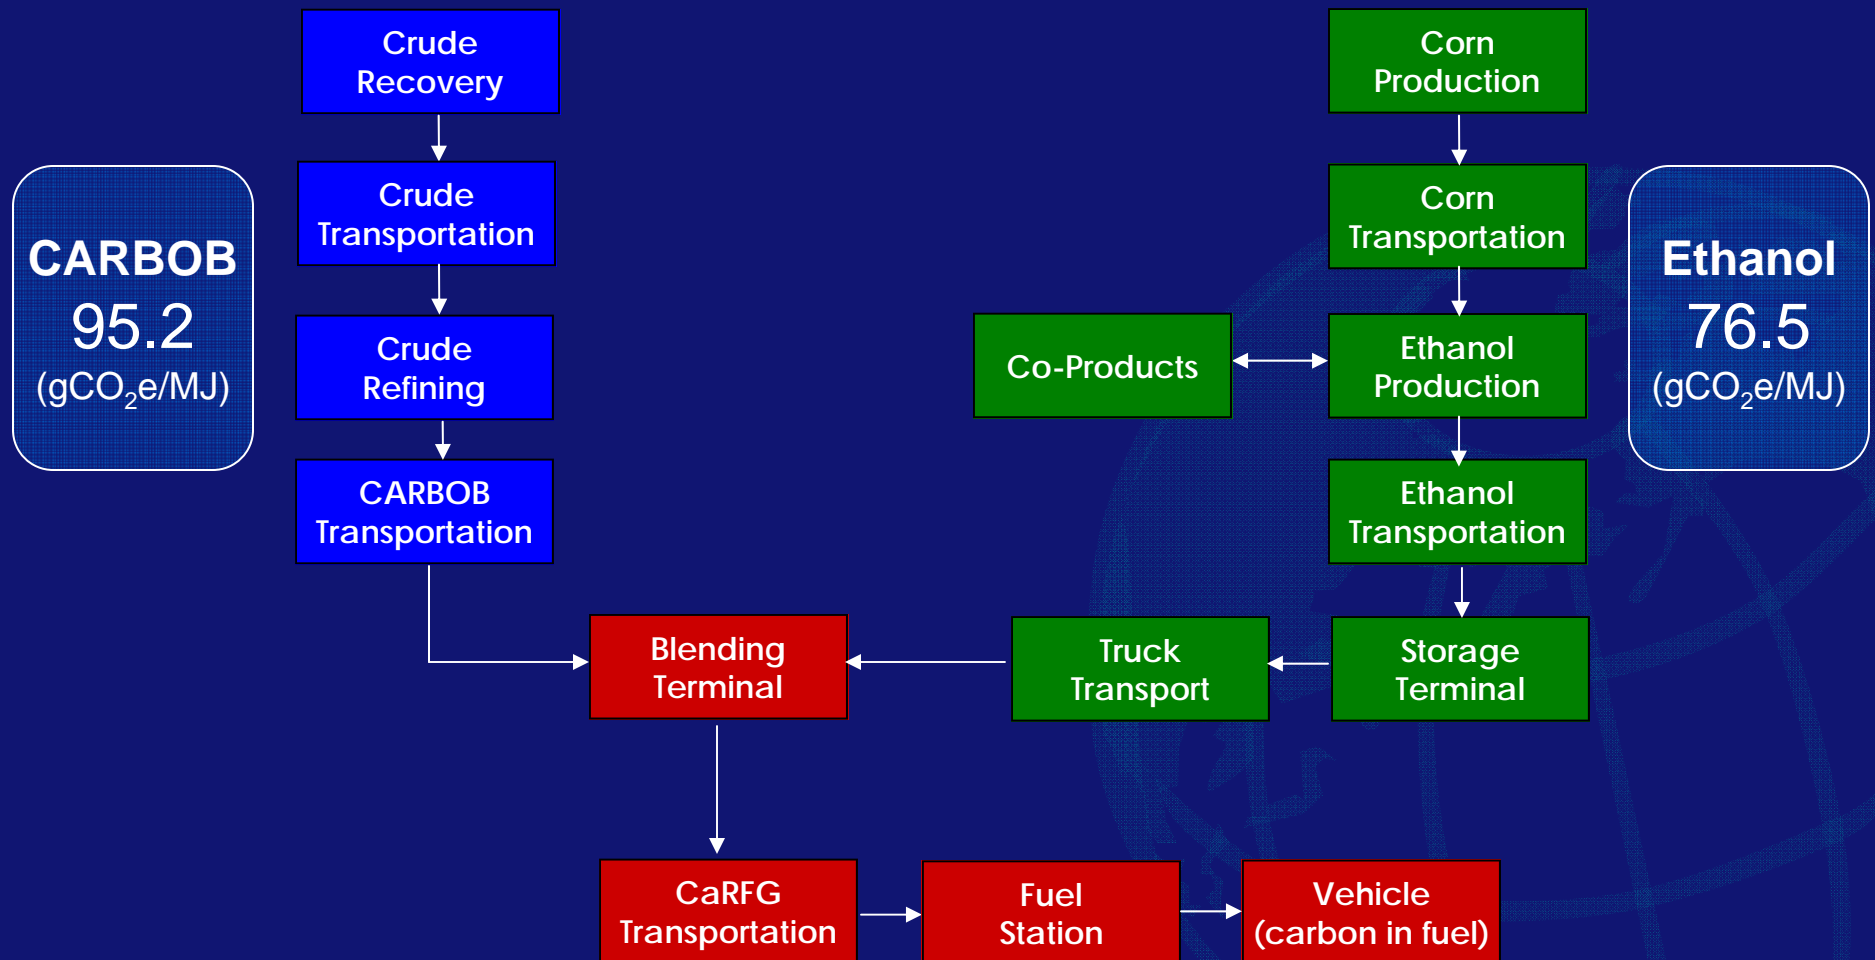 Crude
Recovery
Corn
Production
Crude
Transportation
Corn
Transportation
CARBOB
95.2
(gCO₂e/MJ)
Ethanol
76.5
(gCO₂e/MJ)
Crude
Refining
Co-Products
Ethanol
Production
CARBOB
Transportation
Ethanol
Transportation
Blending
Terminal
Truck
Transport
Storage
Terminal
CaRFG
Transportation
Fuel
Station
Vehicle
(carbon in fuel)